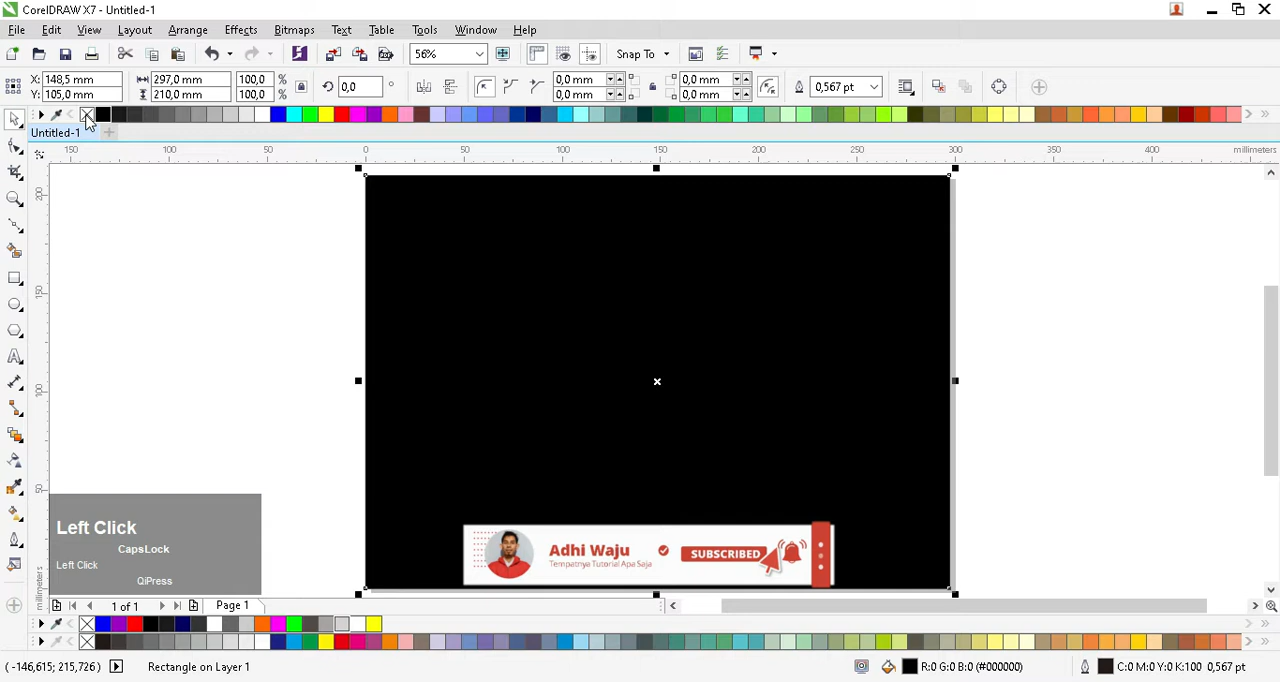 CorelDRAW X7 - Untitled-1
File Edit View Layout Arrange Effects Bitmaps Text Table Tools Window Help
56% Snap To
X: 148,5 mm 297,0 mm 100,0 % 0,0 ° 0,0 mm 0,0 mm 0,0 mm 0,0 mm 0,567 pt
Y: 105,0 mm 210,0 mm 100,0 %
Untitled-1
150 100 50 0 50 100 150 200 250 300 350 400 millimeters
200
150
100
50
millimeters
Left Click
CapsLock
Left Click
QiPress
Adhi Waju
Tempatnya Tutorial Apa Saja
SUBSCRIBED
1 of 1 Page 1
( -146,615; 215,726 ) Rectangle on Layer 1 R:0 G:0 B:0 (#000000) C:0 M:0 Y:0 K:100 0,567 pt